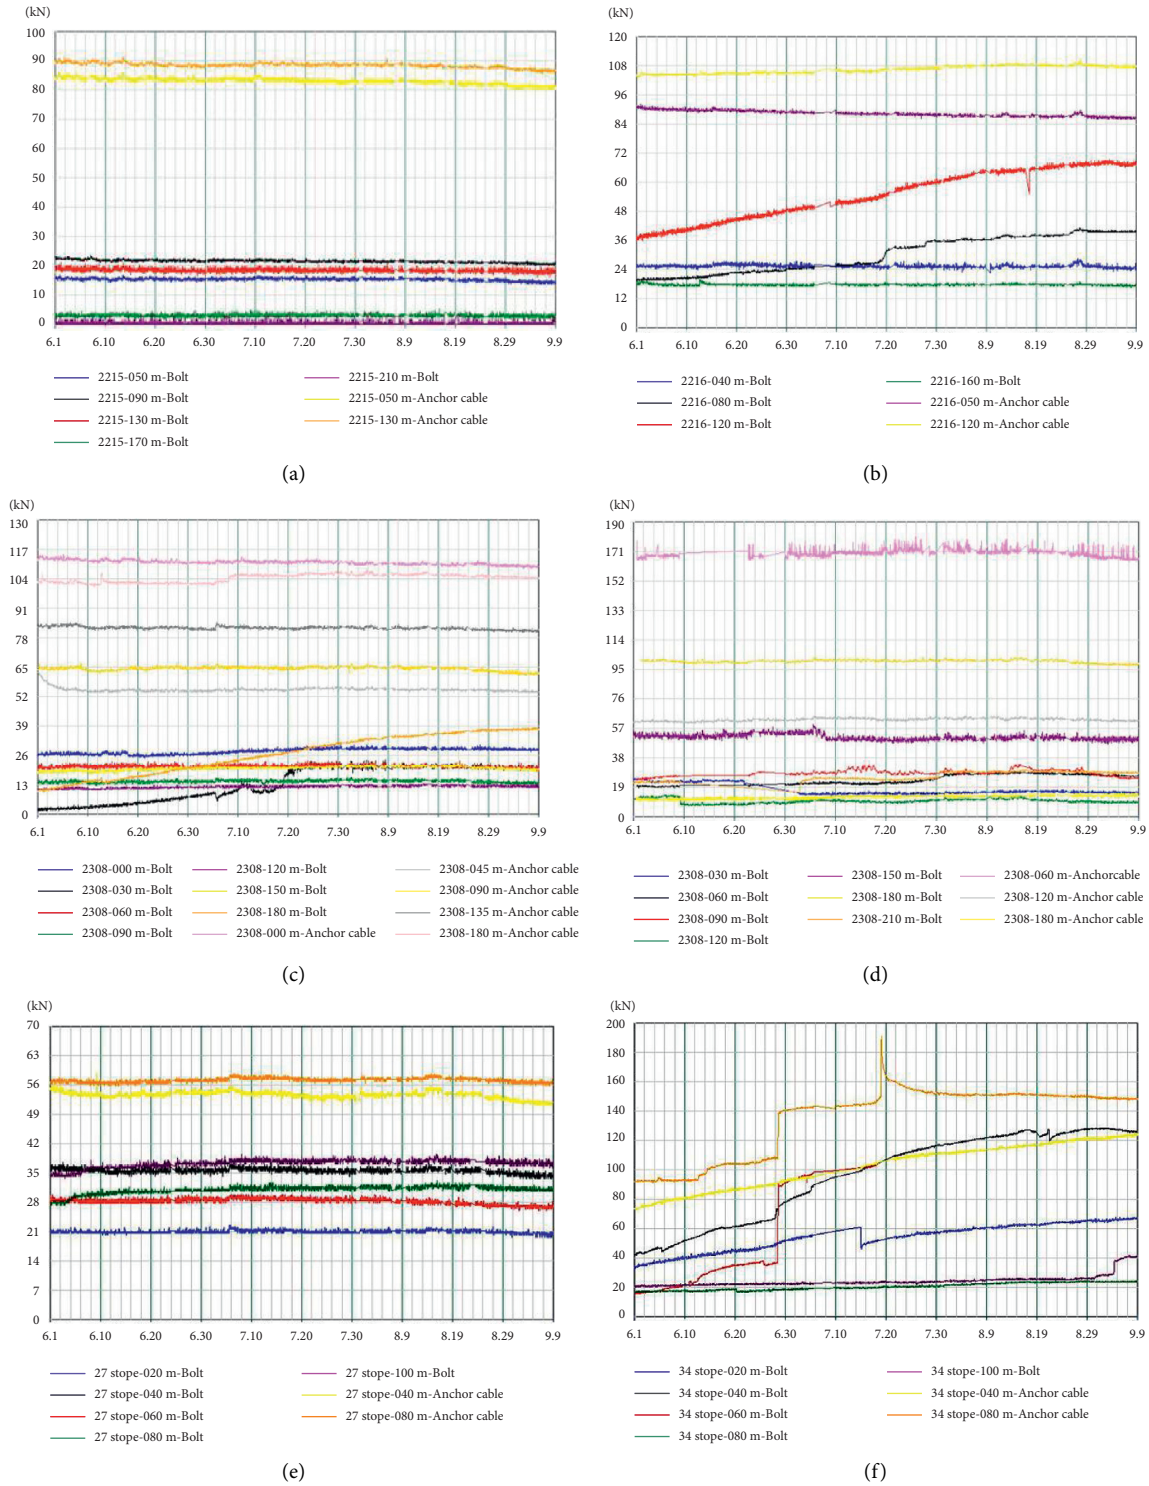 (kN)
100
90
80
70
60
50
40
30
20
10
0
6.1 6.10 6.20 6.30 7.10 7.20 7.30 8.9 8.19 8.29 9.9
2215-050 m-Bolt 2215-210 m-Bolt
2215-090 m-Bolt 2215-050 m-Anchor cable
2215-130 m-Bolt 2215-130 m-Anchor cable
2215-170 m-Bolt
(a)
(kN)
120
108
96
84
72
60
48
36
24
12
0
6.1 6.10 6.20 6.30 7.10 7.20 7.30 8.9 8.19 8.29 9.9
2216-040 m-Bolt 2216-160 m-Bolt
2216-080 m-Bolt 2216-050 m-Anchor cable
2216-120 m-Bolt 2216-120 m-Anchor cable
(b)
(kN)
130
117
104
91
78
65
52
39
26
13
0
6.1 6.10 6.20 6.30 7.10 7.20 7.30 8.9 8.19 8.29 9.9
2308-000 m-Bolt 2308-120 m-Bolt 2308-045 m-Anchor cable
2308-030 m-Bolt 2308-150 m-Bolt 2308-090 m-Anchor cable
2308-060 m-Bolt 2308-180 m-Bolt 2308-135 m-Anchor cable
2308-090 m-Bolt 2308-000 m-Anchor cable 2308-180 m-Anchor cable
(c)
(kN)
190
171
152
133
114
95
76
57
38
19
0
6.1 6.10 6.20 6.30 7.10 7.20 7.30 8.9 8.19 8.29 9.9
2308-030 m-Bolt 2308-150 m-Bolt 2308-060 m-Anchorcable
2308-060 m-Bolt 2308-180 m-Bolt 2308-120 m-Anchor cable
2308-090 m-Bolt 2308-210 m-Bolt 2308-180 m-Anchor cable
2308-120 m-Bolt
(d)
(kN)
70
63
56
49
42
35
28
21
14
7
0
6.1 6.10 6.20 6.30 7.10 7.20 7.30 8.9 8.19 8.29 9.9
27 stope-020 m-Bolt 27 stope-100 m-Bolt
27 stope-040 m-Bolt 27 stope-040 m-Anchor cable
27 stope-060 m-Bolt 27 stope-080 m-Anchor cable
27 stope-080 m-Bolt
(e)
(kN)
200
180
160
140
120
100
80
60
40
20
0
6.1 6.10 6.20 6.30 7.10 7.20 7.30 8.9 8.19 8.29 9.9
34 stope-020 m-Bolt 34 stope-100 m-Bolt
34 stope-040 m-Bolt 34 stope-040 m-Anchor cable
34 stope-060 m-Bolt 34 stope-080 m-Anchor cable
34 stope-080 m-Bolt
(f)